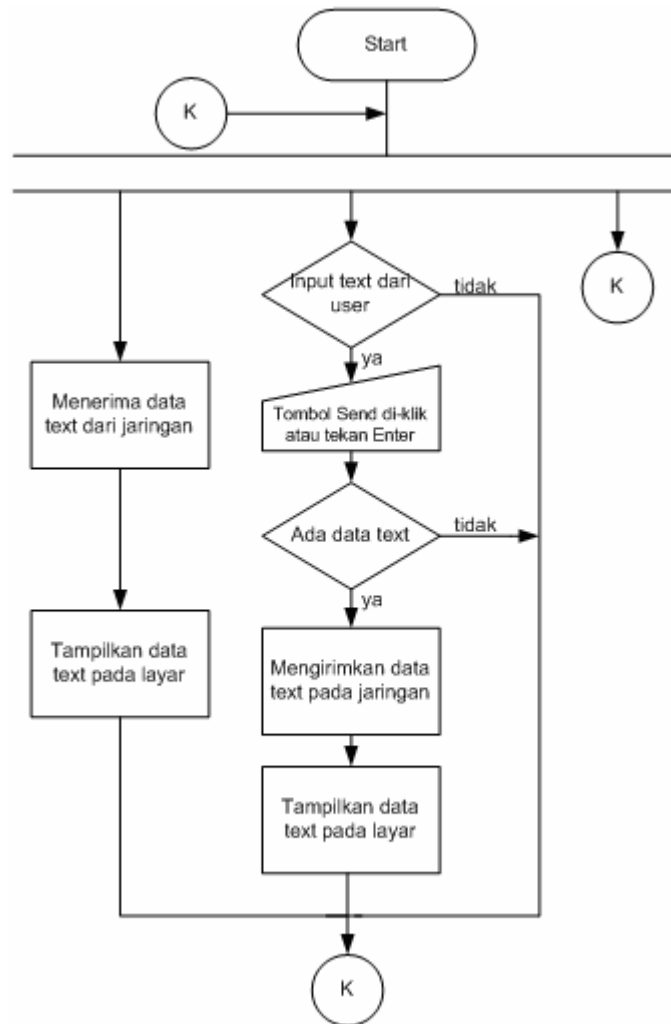 Start
K
Input text dari
user
tidak
K
ya
Menerima data
text dari jaringan
Tombol Send di-klik
atau tekan Enter
Ada data text
tidak
ya
Tampilkan data
text pada layar
Mengirimkan data
text pada jaringan
Tampilkan data
text pada layar
K